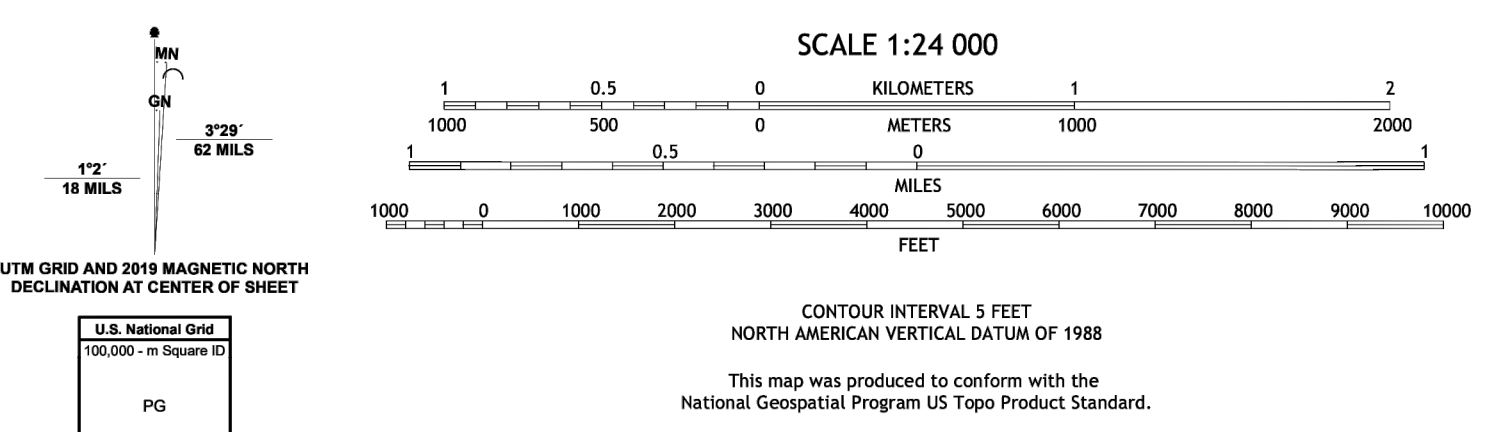 MN
GN
3°29´
62 MILS
1°2´
18 MILS
UTM GRID AND 2019 MAGNETIC NORTH
DECLINATION AT CENTER OF SHEET
U.S. National Grid
100,000 - m Square ID
PG
SCALE 1:24 000
1 0.5 0 KILOMETERS 1 2
1000 500 0 METERS 1000 2000
1 0.5 0 1
MILES
1000 0 1000 2000 3000 4000 5000 6000 7000 8000 9000 10000
FEET
CONTOUR INTERVAL 5 FEET
NORTH AMERICAN VERTICAL DATUM OF 1988
This map was produced to conform with the
National Geospatial Program US Topo Product Standard.